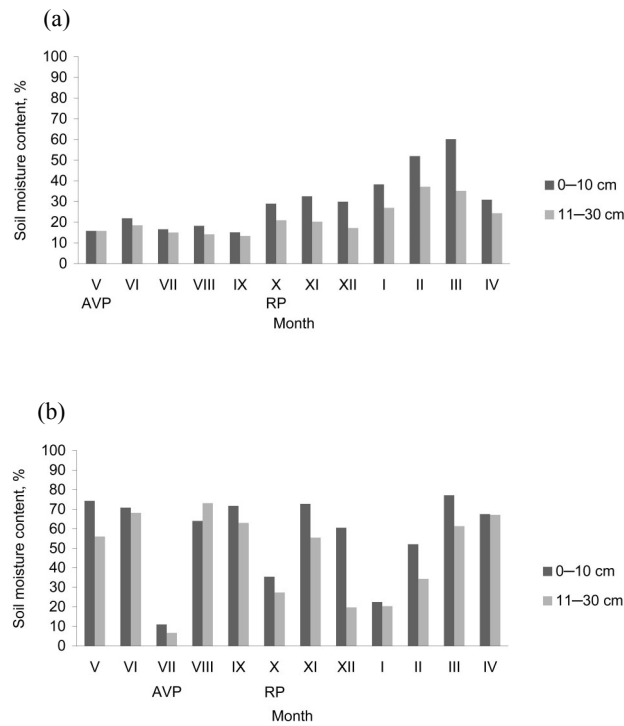 (a)
100
90
80
70
60
50
40
30
20
10
0
Soil moisture content, %
V VI VII VIII IX X XI XII I II III IV
AVP RP
Month
0–10 cm
11–30 cm
(b)
100
90
80
70
60
50
40
30
20
10
0
Soil moisture content, %
V VI VII VIII IX X XI XII I II III IV
AVP RP
Month
0–10 cm
11–30 cm